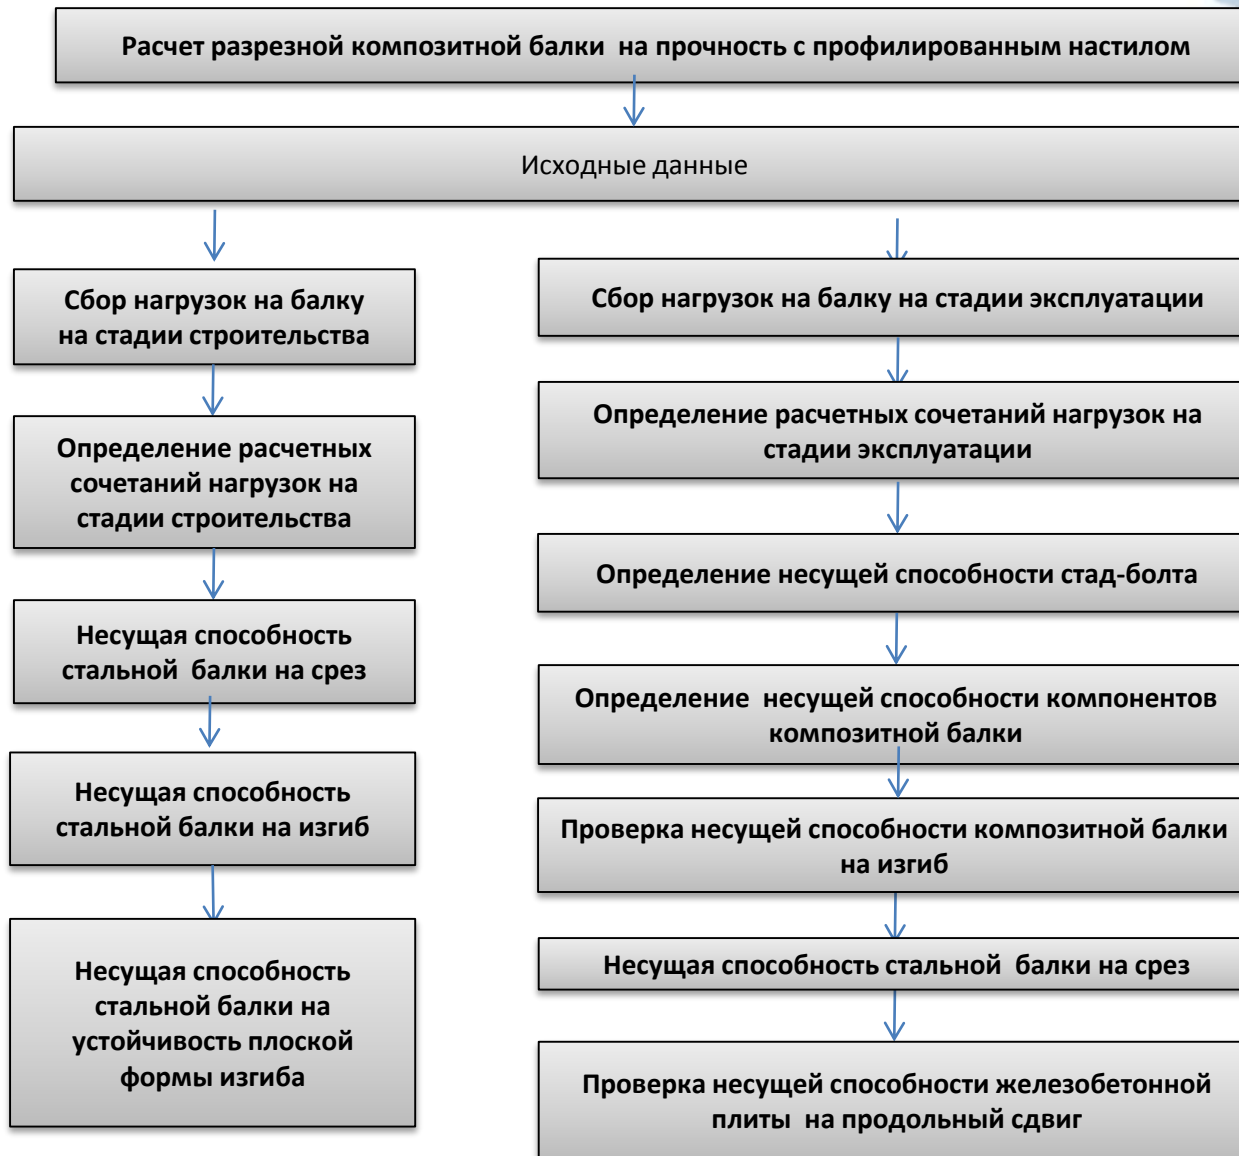 Расчет разрезной композитной балки на прочность с профилированным настилом
Исходные данные
Сбор нагрузок на балку
на стадии строительства
Определение расчетных
сочетаний нагрузок на
стадии строительства
Несущая способность
стальной балки на срез
Несущая способность
стальной балки на изгиб
Несущая способность
стальной балки на
устойчивость плоской
формы изгиба
Сбор нагрузок на балку на стадии эксплуатации
Определение расчетных сочетаний нагрузок на
стадии эксплуатации
Определение несущей способности стад-болта
Определение несущей способности компонентов
композитной балки
Проверка несущей способности композитной балки
на изгиб
Несущая способность стальной балки на срез
Проверка несущей способности железобетонной
плиты на продольный сдвиг